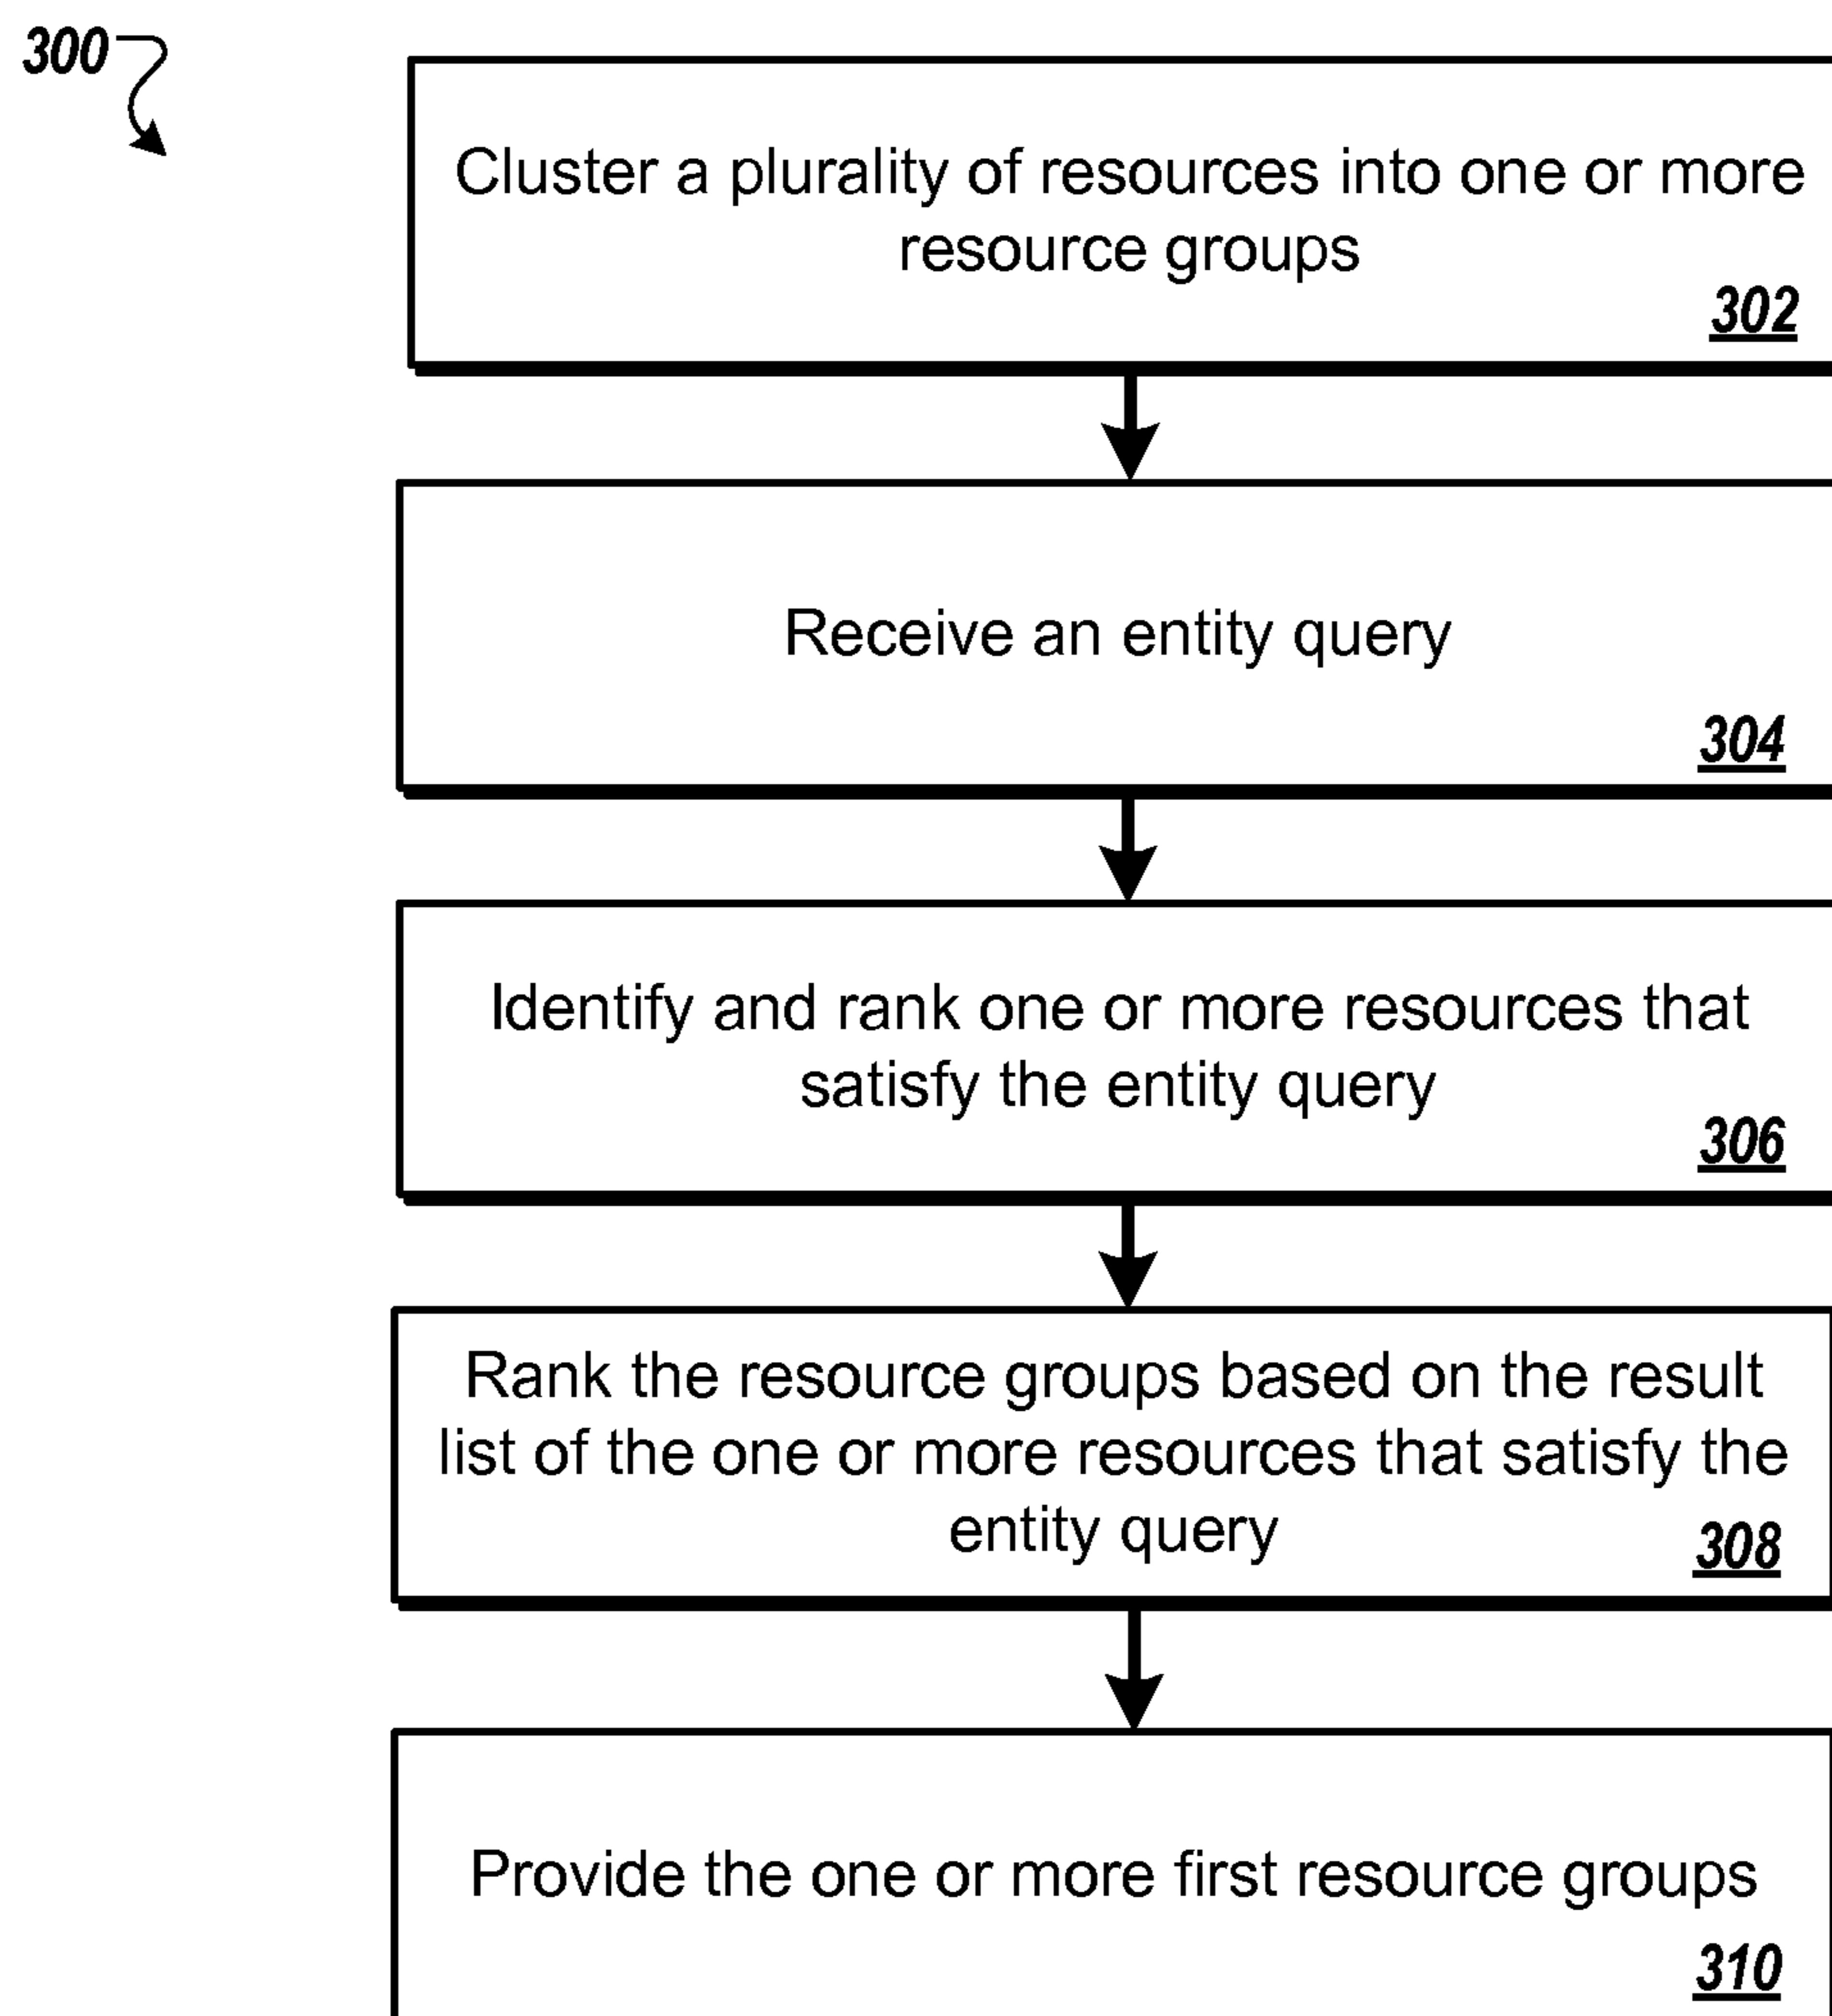 300
Cluster a plurality of resources into one or more
resource groups
302
Receive an entity query
304
Identify and rank one or more resources that
satisfy the entity query
306
Rank the resource groups based on the result
list of the one or more resources that satisfy the
entity query
308
Provide the one or more first resource groups
310